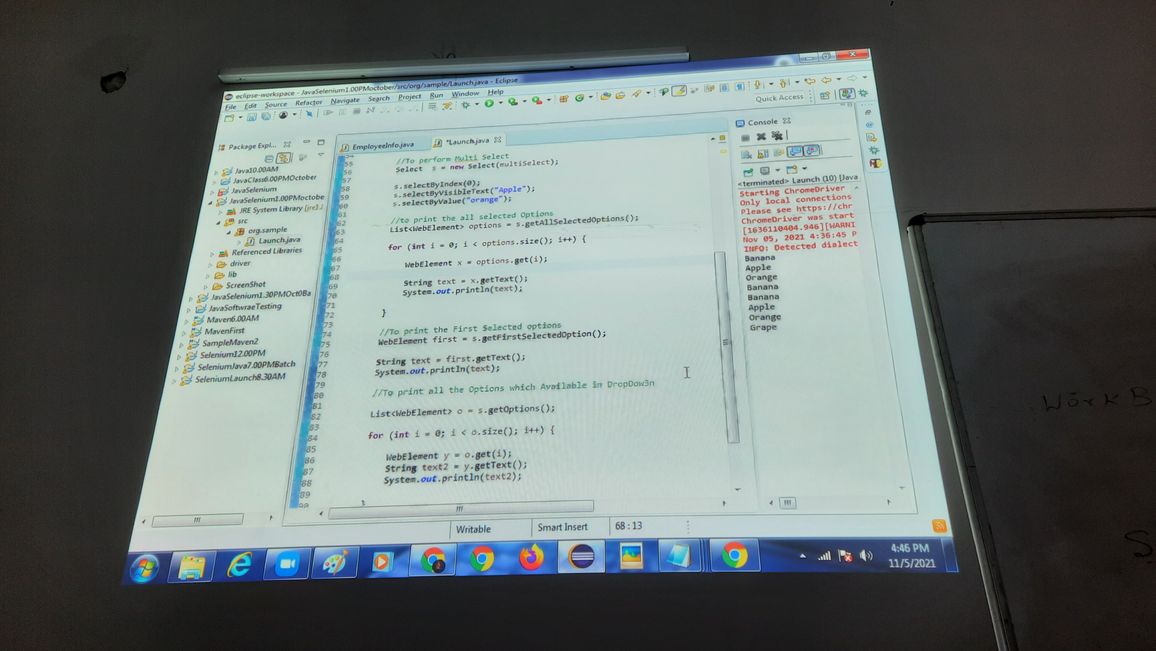 eclipse-workspace - JavaSelenium1.00PMoctober/src/org/sample/Launch.java - Eclipse
File Edit Source Refactor Navigate Search Project Run Window Help
Quick Access
Package Expl...
Java10.00AM
JavaClass6.00PMOctober
JavaSelenium
JavaSelenium1.00PMoctobe
JRE System Library [jre1.
src
org.sample
Launch.java
Referenced Libraries
driver
lib
ScreenShot
JavaSelenium1.30PMOct0Ba
JavaSoftwraeTesting
Maven6.00AM
MavenFirst
SampleMaven2
Selenium12.00PM
SeleniumJava7.00PMBatch
SeleniumLaunch8.30AM
EmployeeInfo.java
*Launch.java
55 //To perform Multi Select
56 Select s = new Select(multiSelect);
57
58 s.selectByIndex(0);
59 s.selectByVisibleText("Apple");
60 s.selectByValue("orange");
61
62 //to print the all selected Options
63 List<WebElement> options = s.getAllSelectedOptions();
64
65 for (int i = 0; i < options.size(); i++) {
66
67 WebElement x = options.get(i);
68
69 String text = x.getText();
70 System.out.println(text);
71
72 }
73 //To print the First Selected options
74 WebElement first = s.getFirstSelectedOption();
75
76 String text = first.getText();
77 System.out.println(text);
78
79 //To print all the Options which Available in DropDow3n
80
81 List<WebElement> o = s.getOptions();
82
83 for (int i = 0; i < o.size(); i++) {
84
85 WebElement y = o.get(i);
86 String text2 = y.getText();
87 System.out.println(text2);
88
89
Console
<terminated> Launch (10) [Java
Starting ChromeDriver
Only local connections
Please see https://chr
ChromeDriver was start
[1636110404.946][WARNI
Nov 05, 2021 4:36:45 P
INFO: Detected dialect
Banana
Apple
Orange
Banana
Banana
Apple
Orange
Grape
Writable
Smart Insert
68 : 13
4:46 PM
11/5/2021
WORK B
S